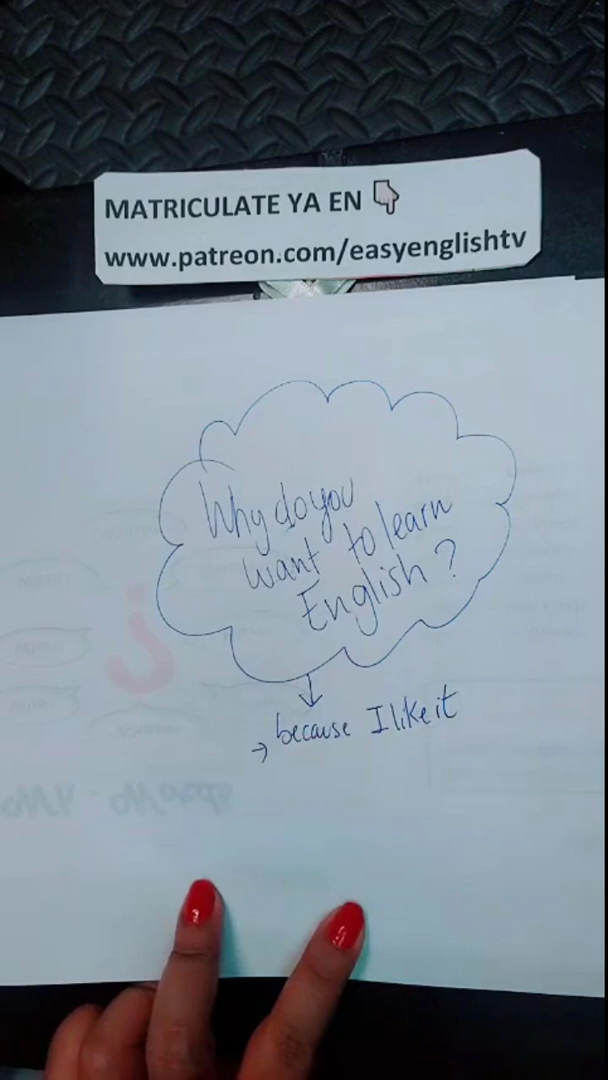 MATRICULATE YA EN
www.patreon.com/easyenglishtv
Why do you
want to learn
English?
because I like it